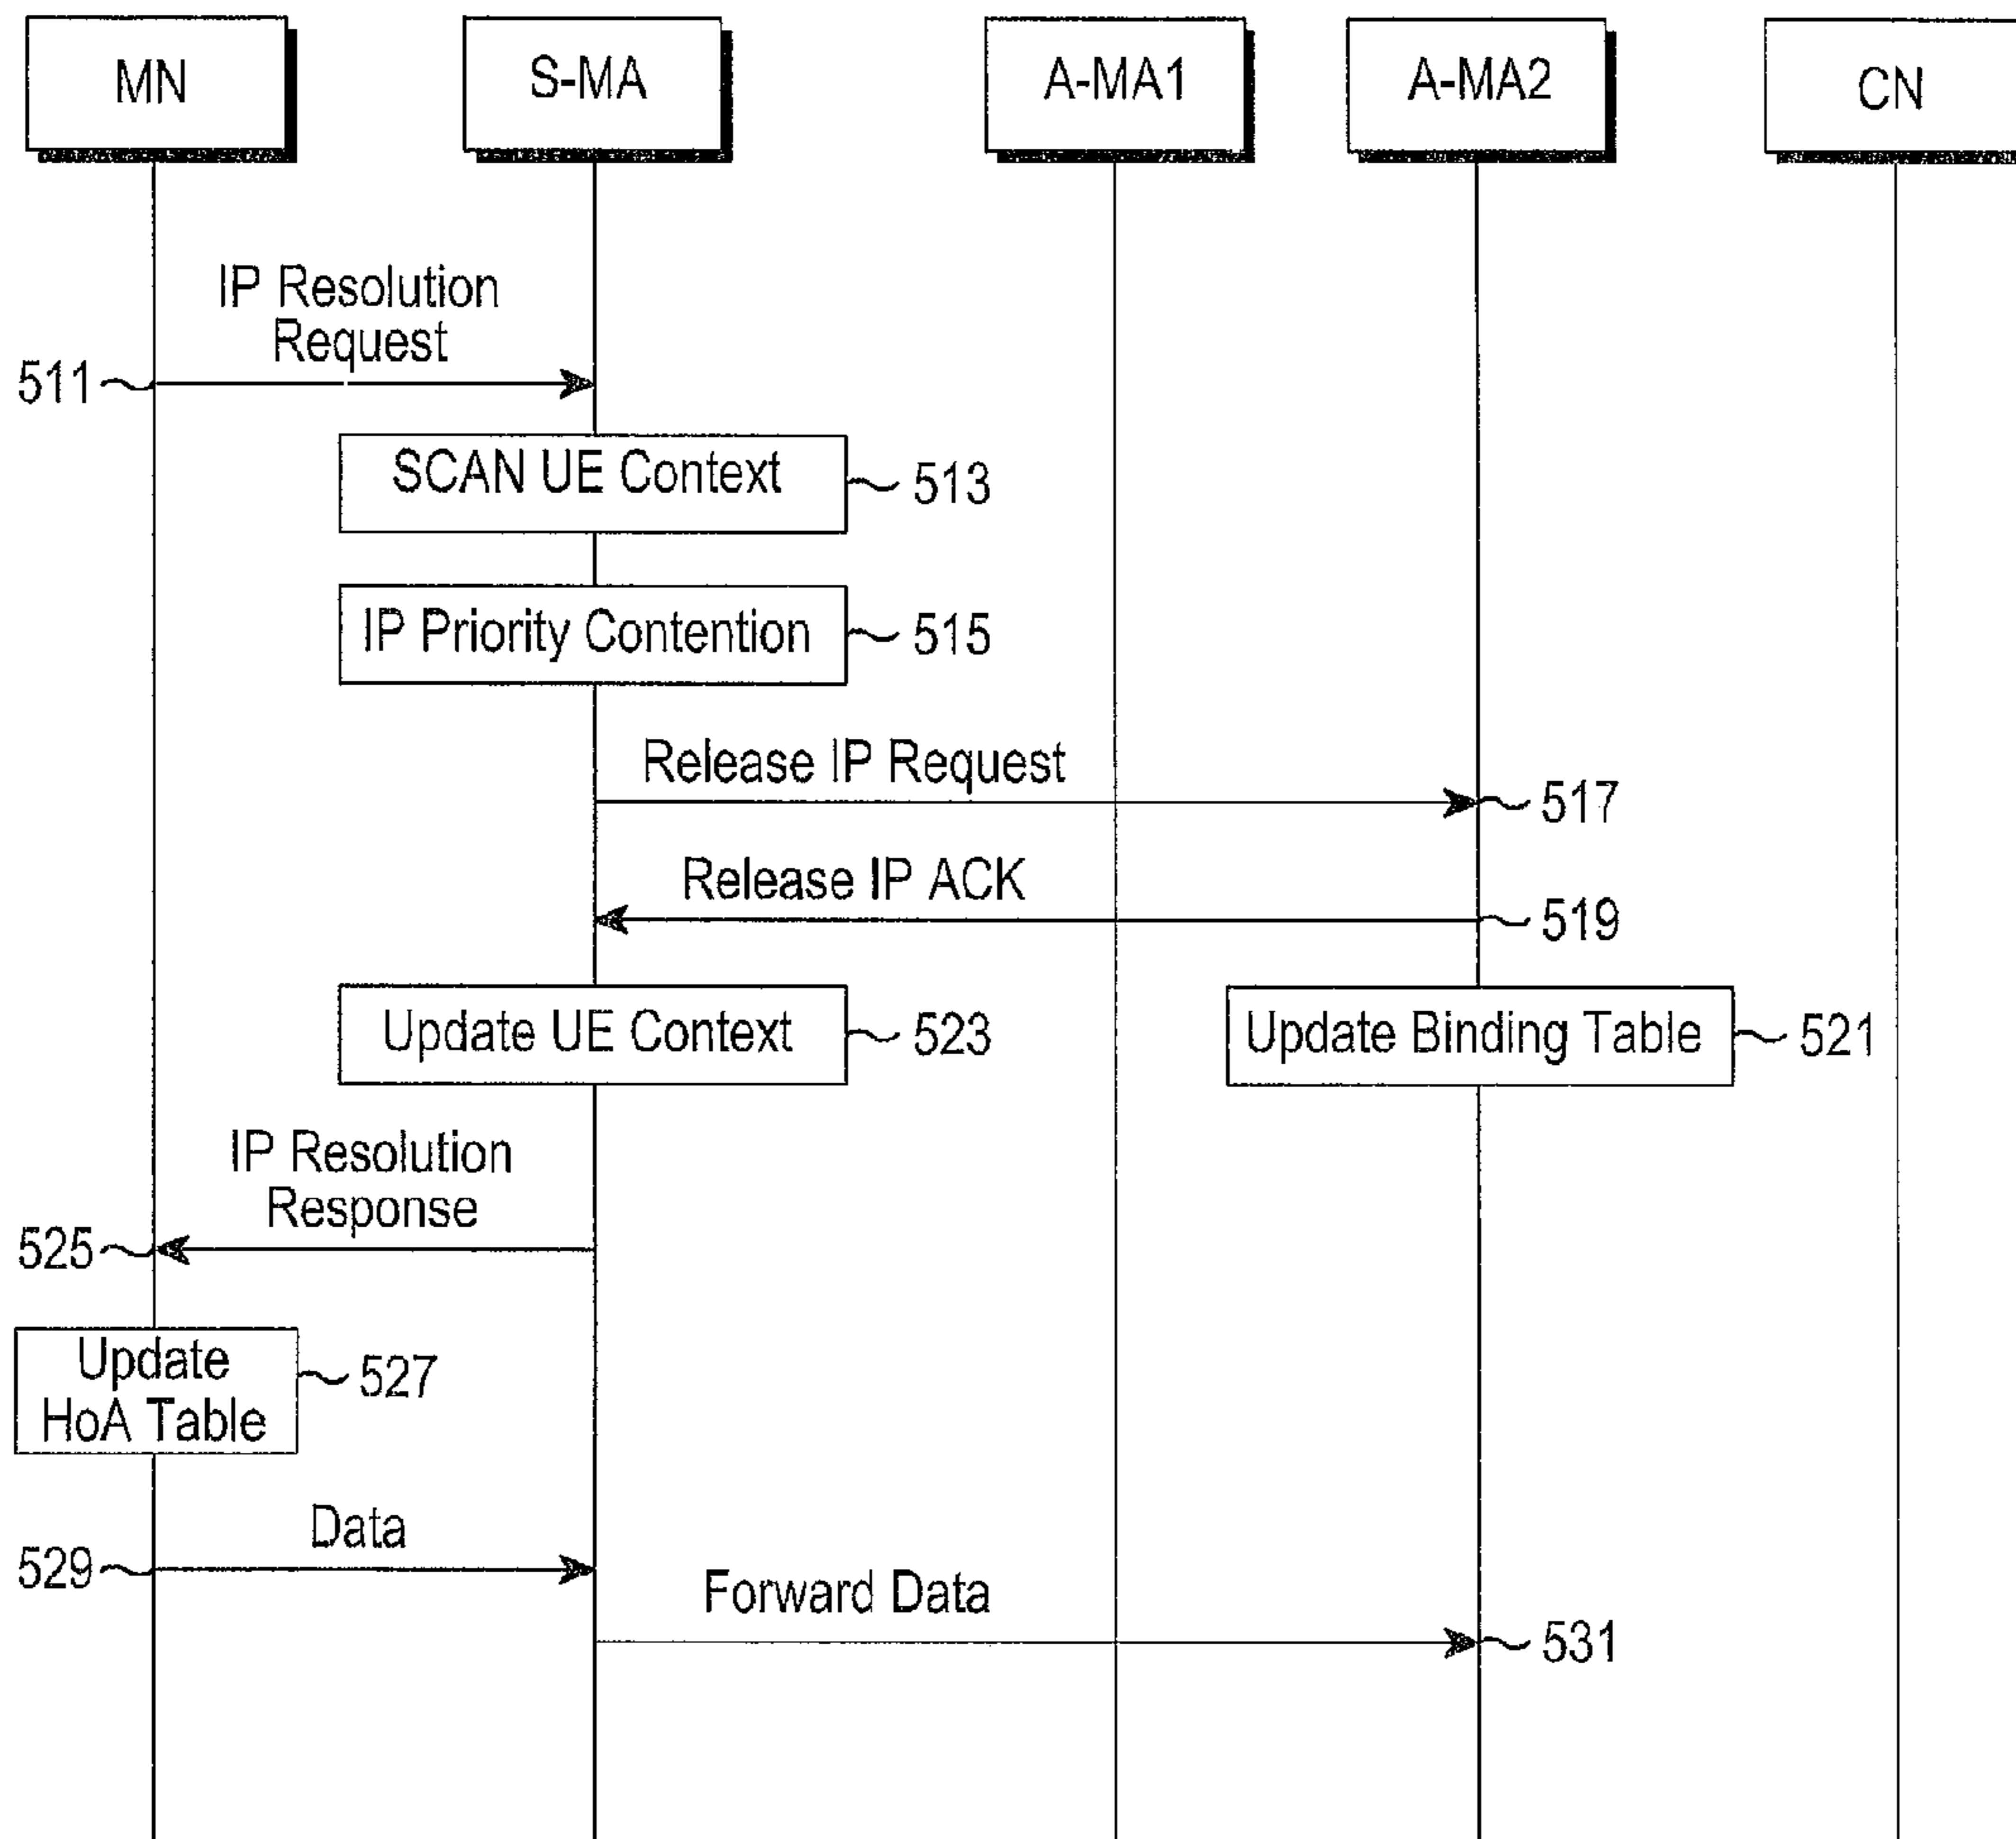 MN
S-MA
A-MA1
A-MA2
CN
IP Resolution
Request
511
SCAN UE Context
513
IP Priority Contention
515
Release IP Request
517
Release IP ACK
519
Update UE Context
523
Update Binding Table
521
IP Resolution
Response
525
Update
HoA Table
527
Data
529
Forward Data
531